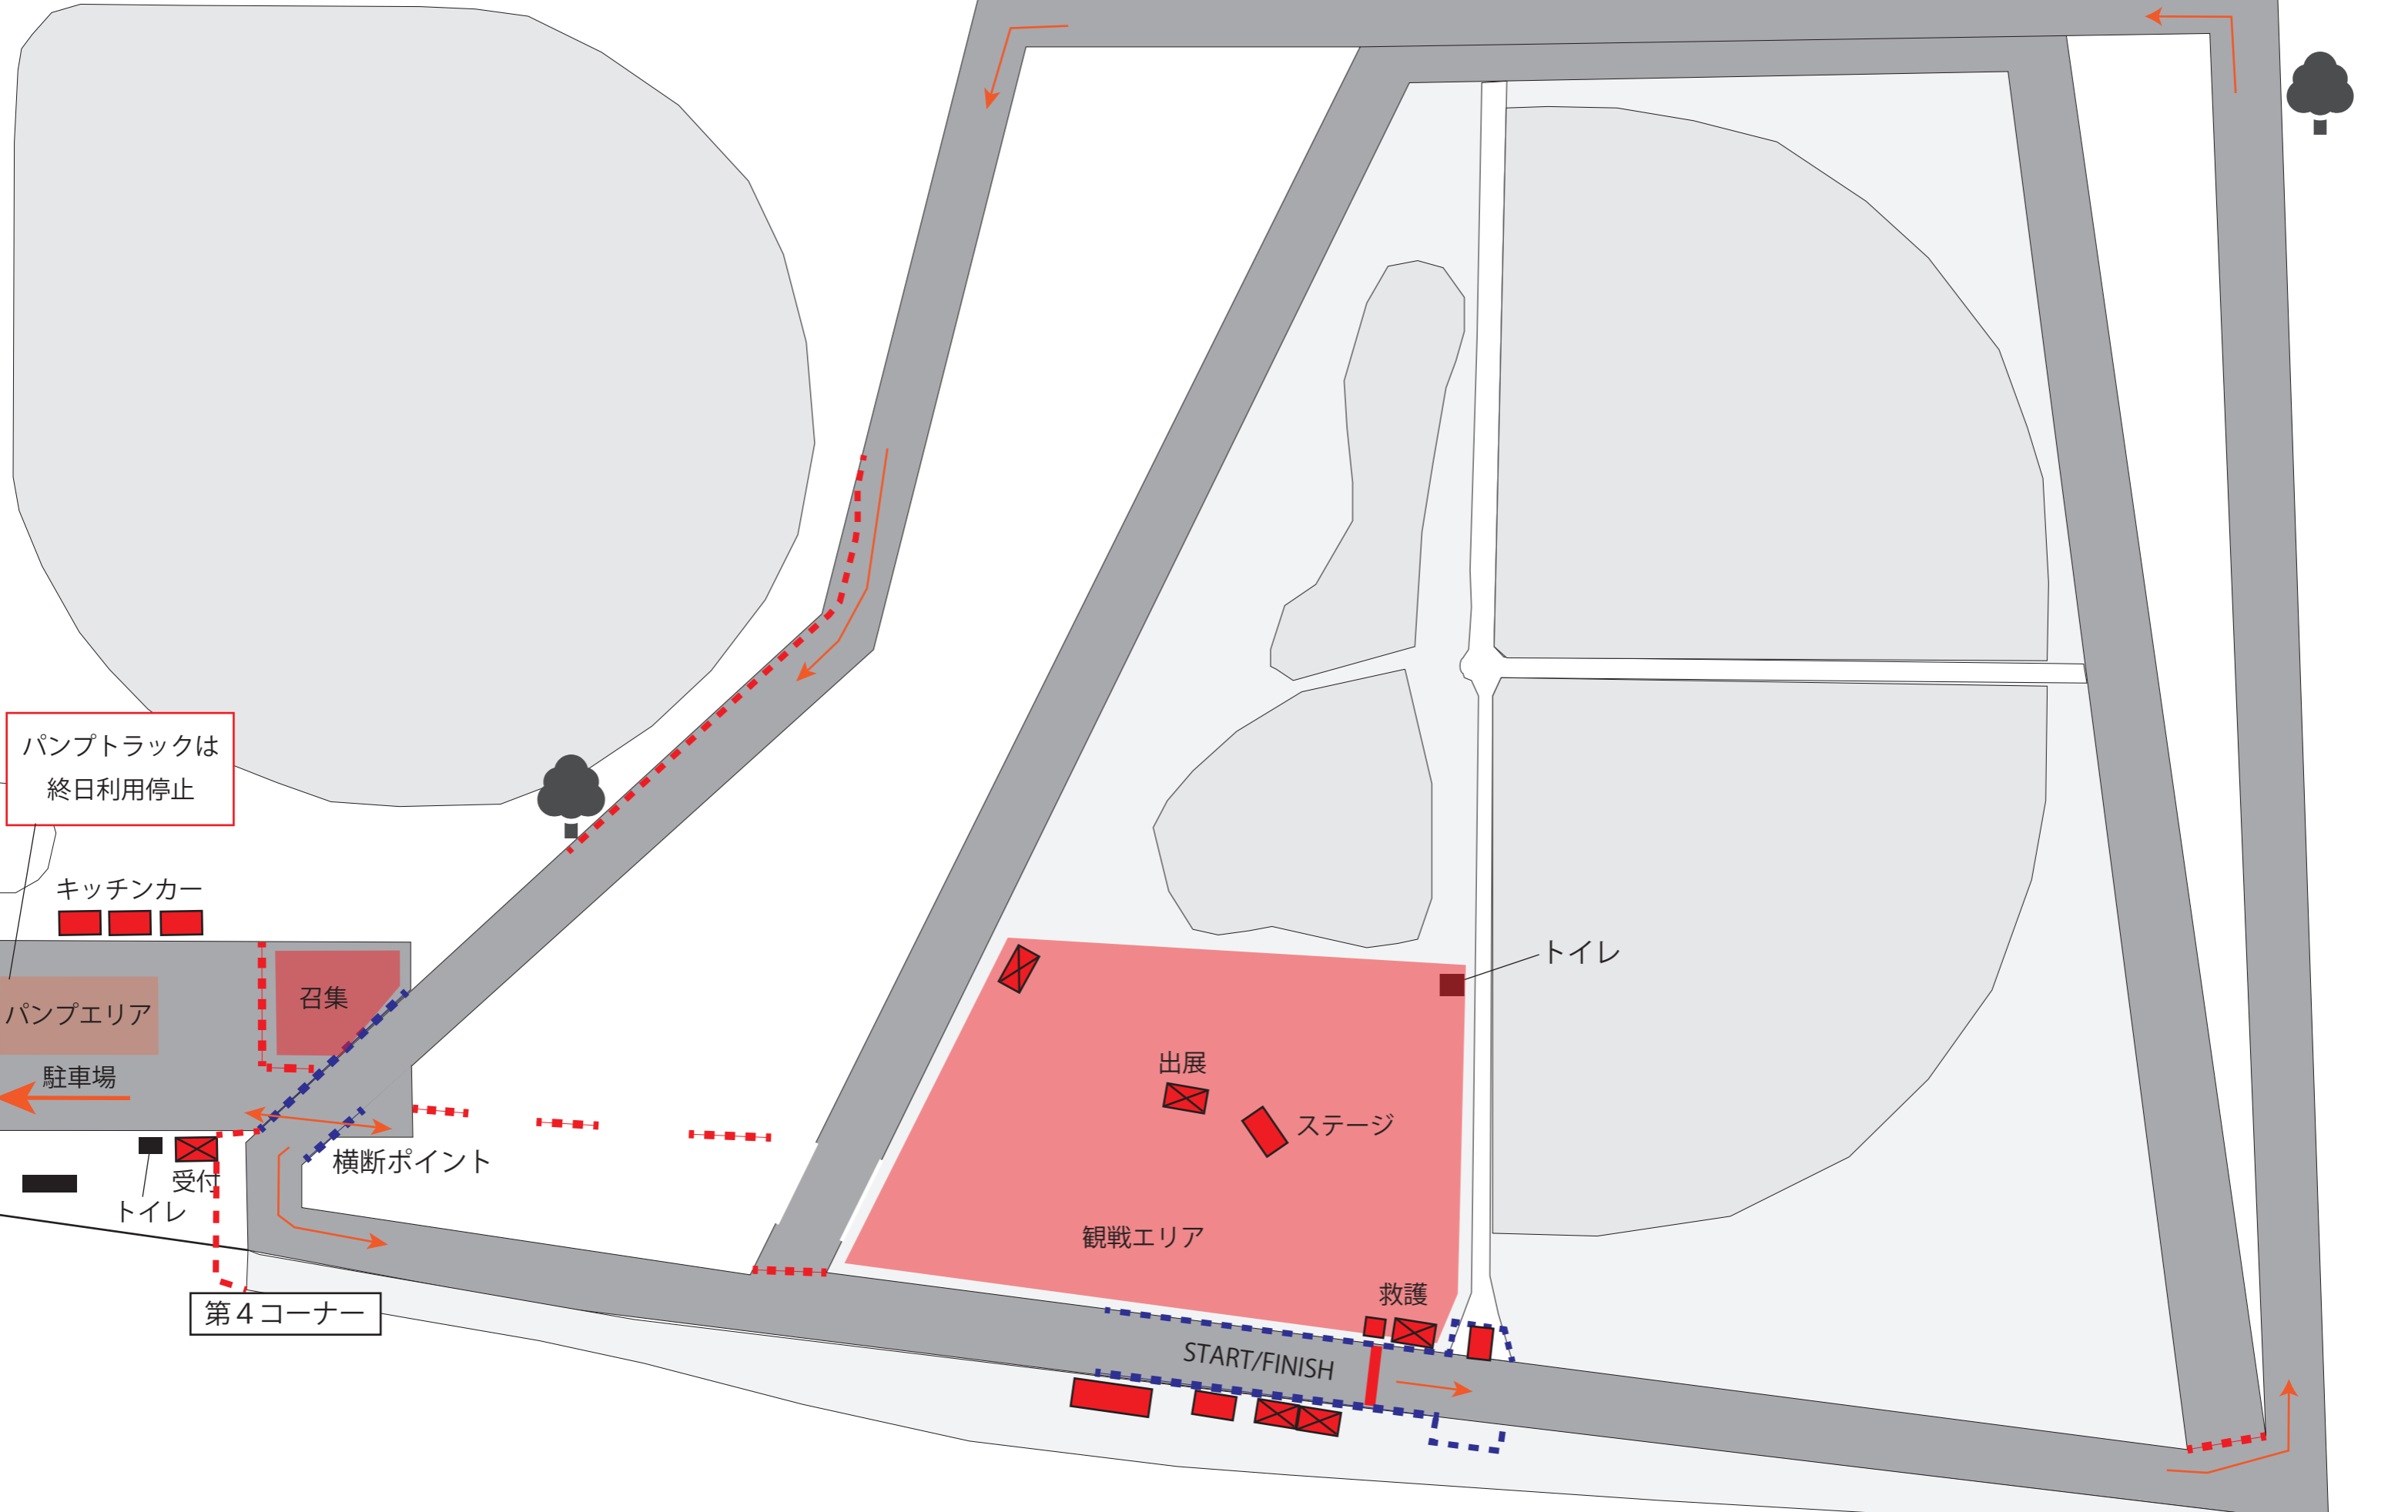 パンプトラックは
終日利用停止
キッチンカー
トイレ
召集
パンプエリア
出展
駐車場
ステージ
横断ポイント
受付
トイレ
観戦エリア
救護
第４コーナー
START/FINISH